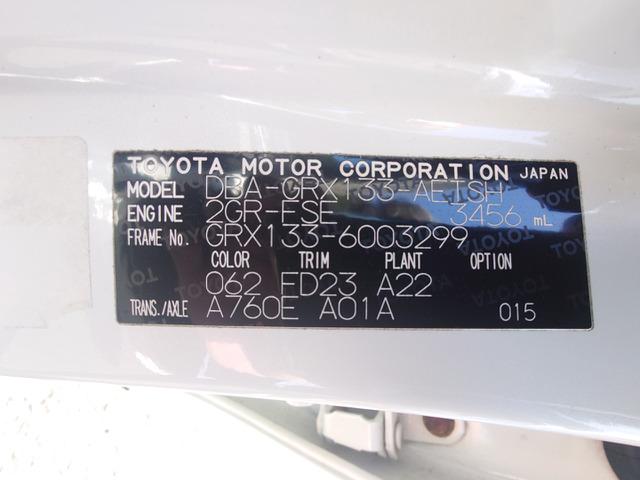 TOYOTA MOTOR CORPORATION JAPAN
MODEL DBA-GRX133-AETSH
ENGINE 2GR-FSE 3456 mL
FRAME No. GRX133-6003299
COLOR TRIM PLANT OPTION
062 FD23 A22
TRANS./AXLE A760E A01A 015